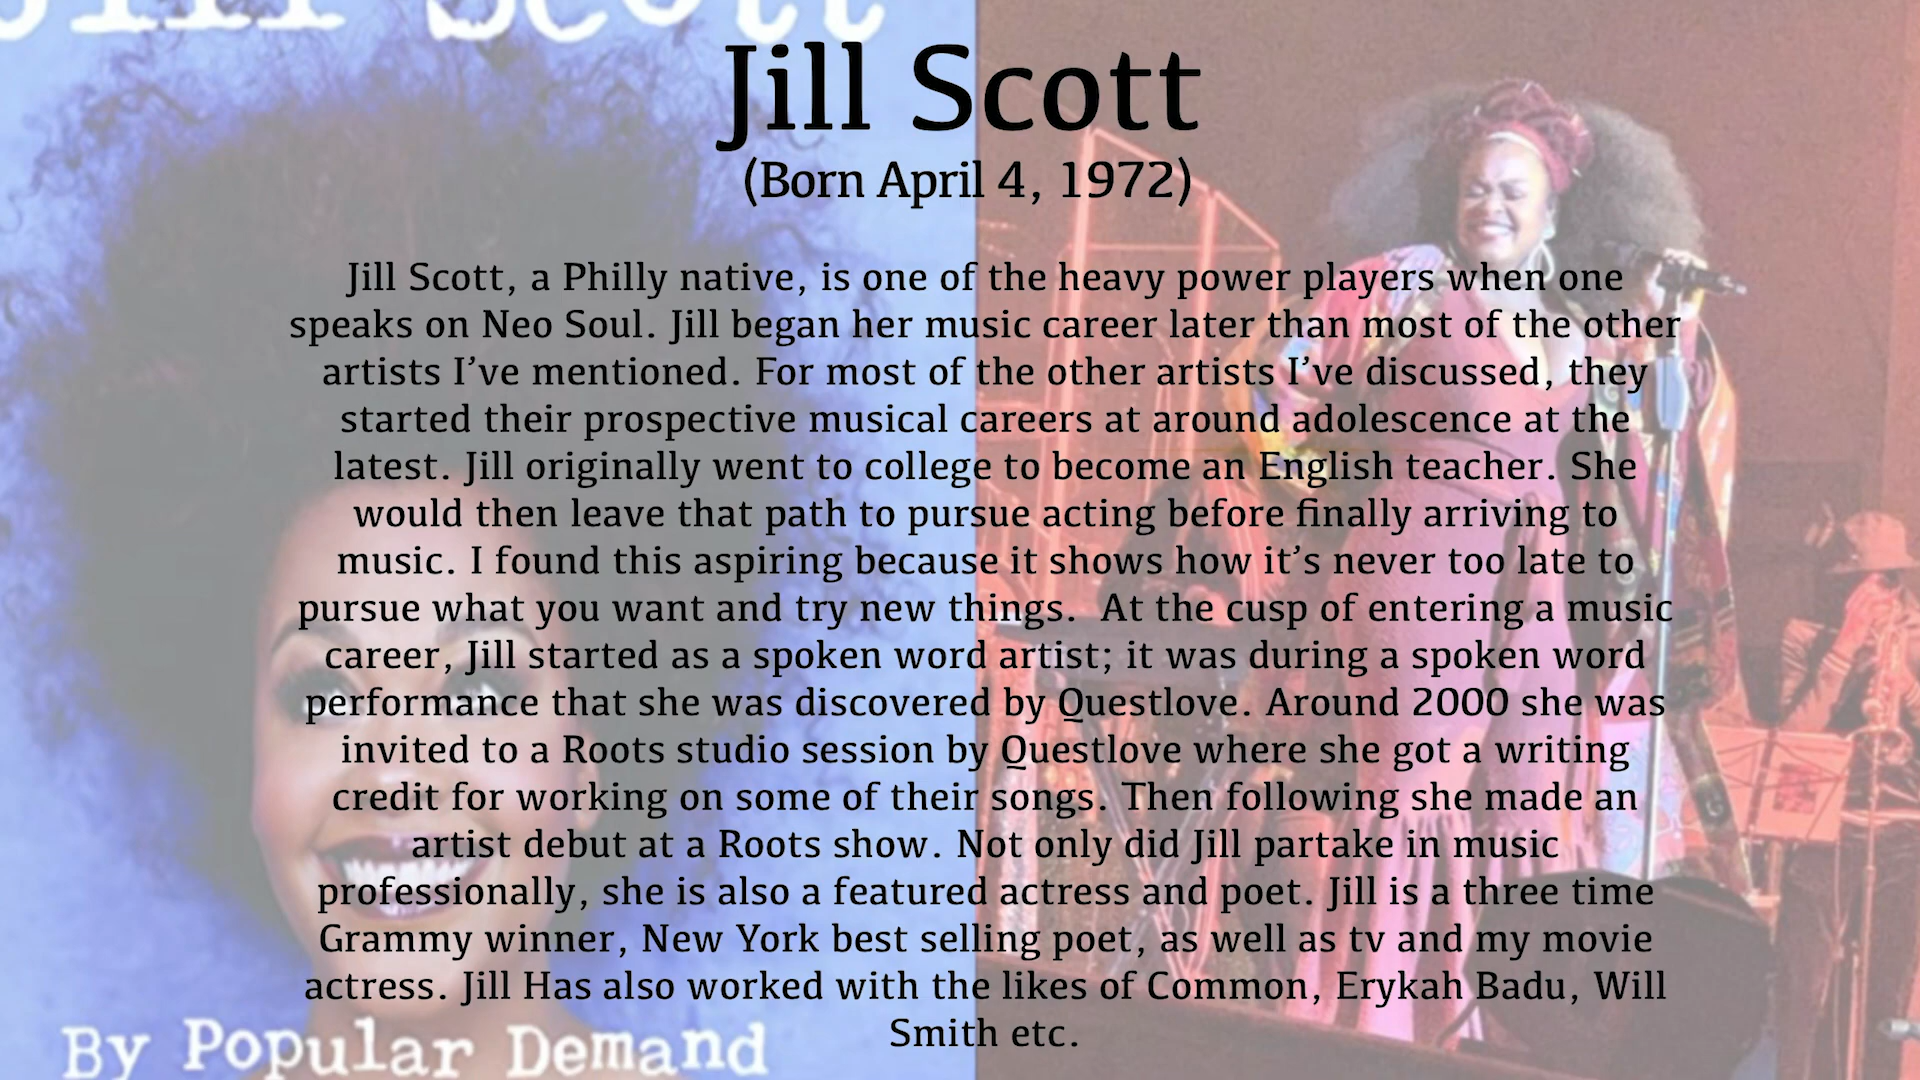 Jill Scott
Jill Scott
(Born April 4, 1972)
Jill Scott, a Philly native, is one of the heavy power players when one
speaks on Neo Soul. Jill began her music career later than most of the other
artists I’ve mentioned. For most of the other artists I’ve discussed, they
started their prospective musical careers at around adolescence at the
latest. Jill originally went to college to become an English teacher. She
would then leave that path to pursue acting before finally arriving to
music. I found this aspiring because it shows how it’s never too late to
pursue what you want and try new things.  At the cusp of entering a music
career, Jill started as a spoken word artist; it was during a spoken word
performance that she was discovered by Questlove. Around 2000 she was
invited to a Roots studio session by Questlove where she got a writing
credit for working on some of their songs. Then following she made an
artist debut at a Roots show. Not only did Jill partake in music
professionally, she is also a featured actress and poet. Jill is a three time
Grammy winner, New York best selling poet, as well as tv and my movie
actress. Jill Has also worked with the likes of Common, Erykah Badu, Will
Smith etc.
By Popular Demand